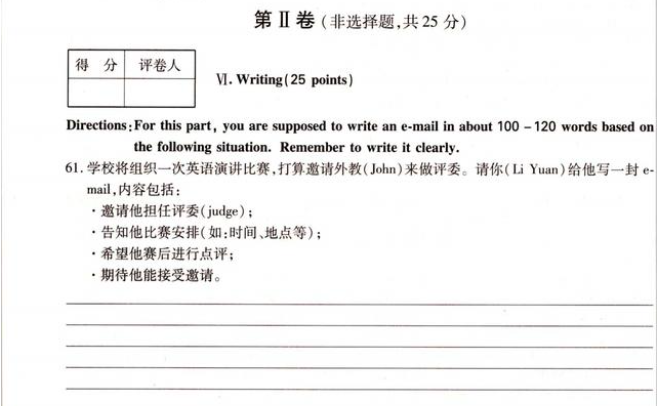 第Ⅱ卷(非选择题,共25分)
得 分 评卷人
Ⅵ. Writing(25 points)
Directions:For this part, you are supposed to write an e-mail in about 100 – 120 words based on
the following situation. Remember to write it clearly.
61. 学校将组织一次英语演讲比赛,打算邀请外教(John)来做评委。请你(Li Yuan)给他写一封 e-
mail,内容包括:
·邀请他担任评委(judge);
·告知他比赛安排(如:时间、地点等);
·希望他赛后进行点评;
·期待他能接受邀请。